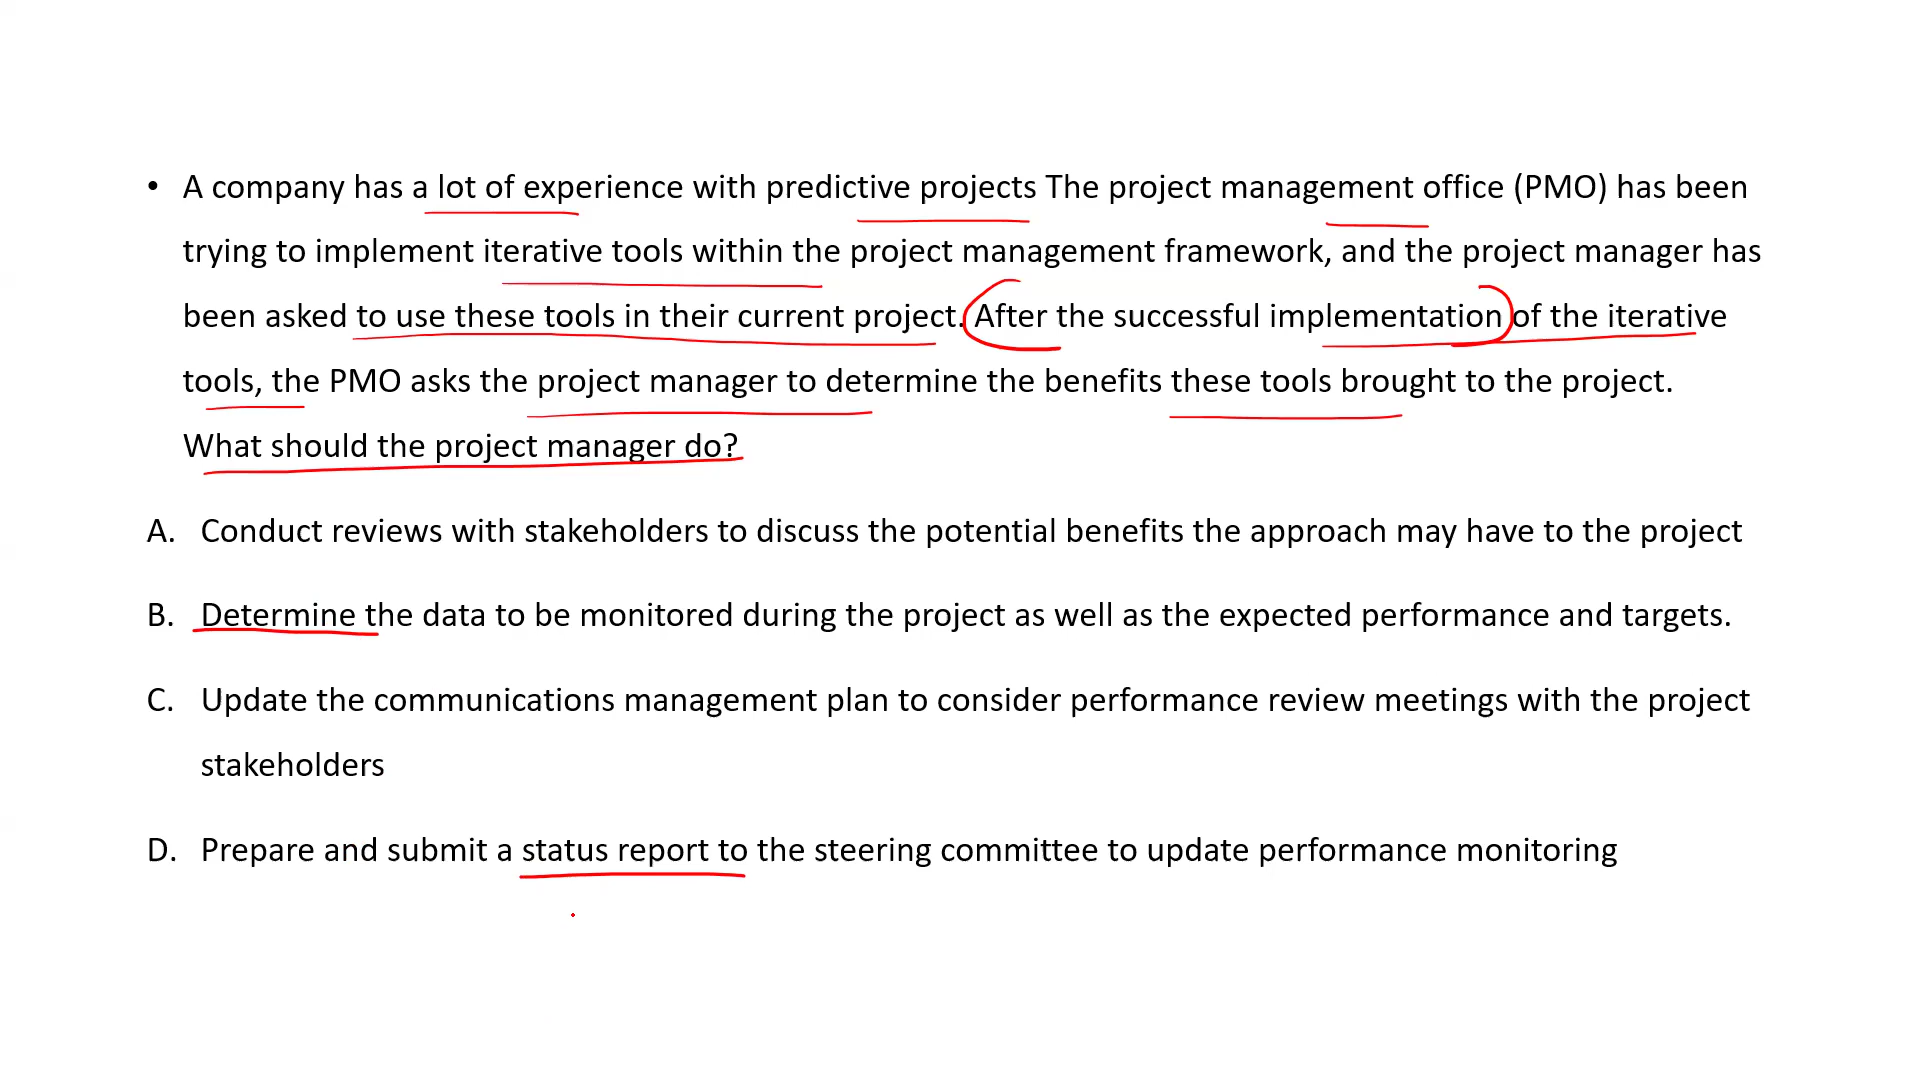 • A company has a lot of experience with predictive projects The project management office (PMO) has been
trying to implement iterative tools within the project management framework, and the project manager has
been asked to use these tools in their current project. After the successful implementation of the iterative
tools, the PMO asks the project manager to determine the benefits these tools brought to the project.
What should the project manager do?
A. Conduct reviews with stakeholders to discuss the potential benefits the approach may have to the project
B. Determine the data to be monitored during the project as well as the expected performance and targets.
C. Update the communications management plan to consider performance review meetings with the project
stakeholders
D. Prepare and submit a status report to the steering committee to update performance monitoring